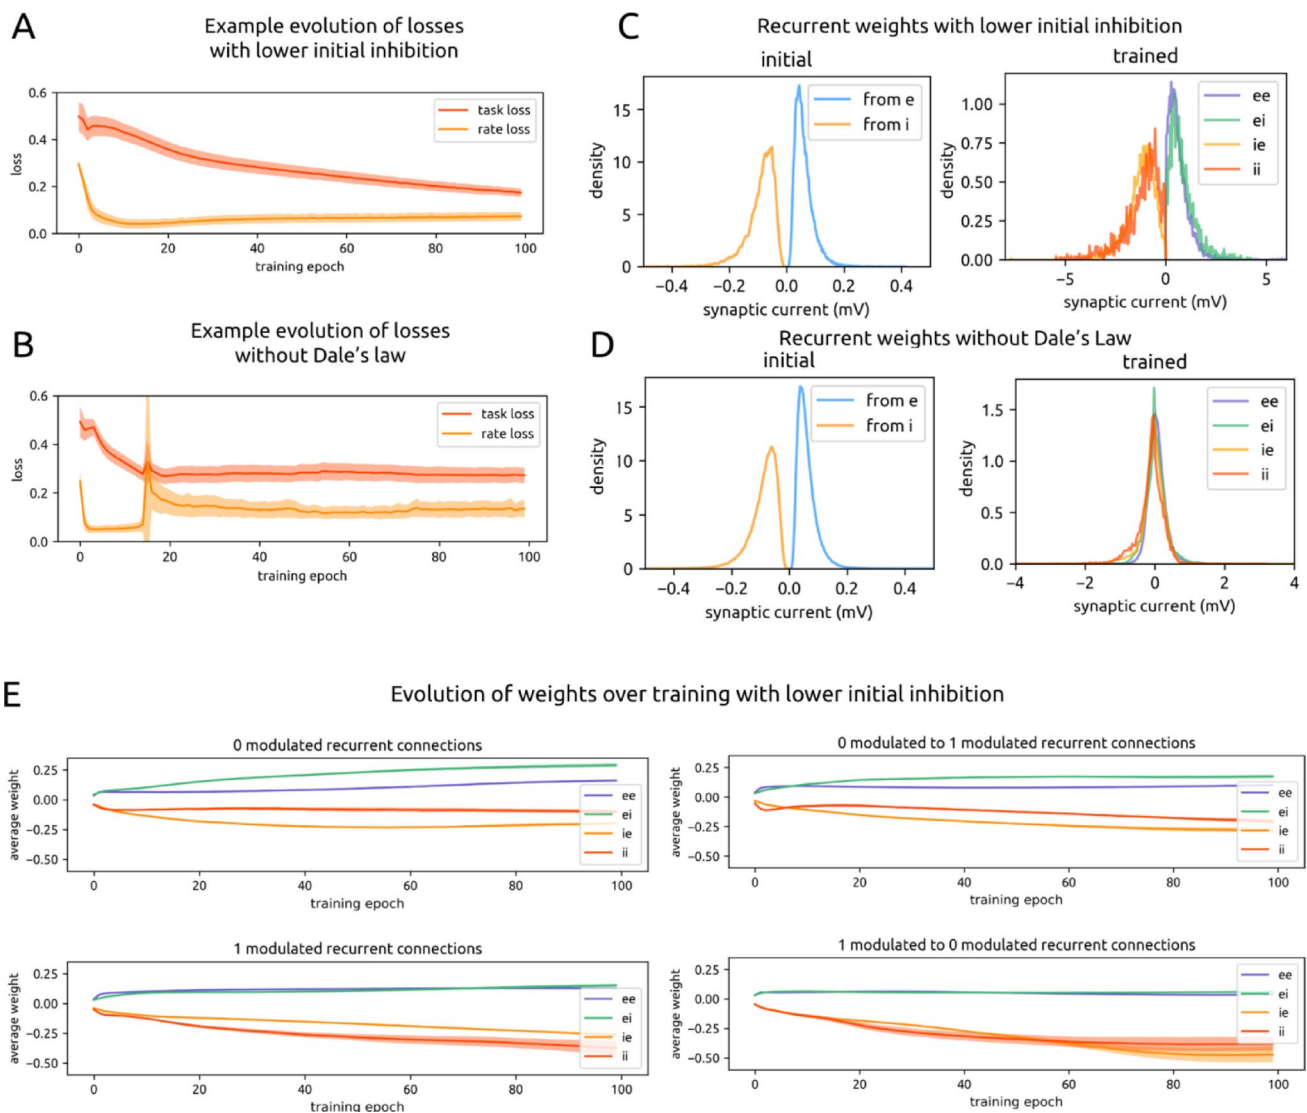 A
Example evolution of losses
with lower initial inhibition
0.6
0.4
0.2
0.0
loss
task loss
rate loss
0 20 40 60 80 100
training epoch
B
Example evolution of losses
without Dale's law
0.6
0.4
0.2
0.0
loss
task loss
rate loss
0 20 40 60 80 100
training epoch
C
Recurrent weights with lower initial inhibition
initial
15
10
5
0
density
from e
from i
−0.4 −0.2 0.0 0.2 0.4
synaptic current (mV)
trained
1.00
0.75
0.50
0.25
0.00
density
ee
ei
ie
ii
−5 0 5
synaptic current (mV)
D
Recurrent weights without Dale's Law
initial
15
10
5
0
density
from e
from i
−0.4 −0.2 0.0 0.2 0.4
synaptic current (mV)
trained
1.5
1.0
0.5
0.0
density
ee
ei
ie
ii
−4 −2 0 2 4
synaptic current (mV)
E
Evolution of weights over training with lower initial inhibition
0 modulated recurrent connections
0.25
0.00
−0.25
−0.50
average weight
ee
ei
ie
ii
0 20 40 60 80 100
training epoch
0 modulated to 1 modulated recurrent connections
0.25
0.00
−0.25
−0.50
average weight
ee
ei
ie
ii
0 20 40 60 80 100
training epoch
1 modulated recurrent connections
0.25
0.00
−0.25
−0.50
average weight
ee
ei
ie
ii
0 20 40 60 80 100
training epoch
1 modulated to 0 modulated recurrent connections
0.25
0.00
−0.25
−0.50
average weight
ee
ei
ie
ii
0 20 40 60 80 100
training epoch